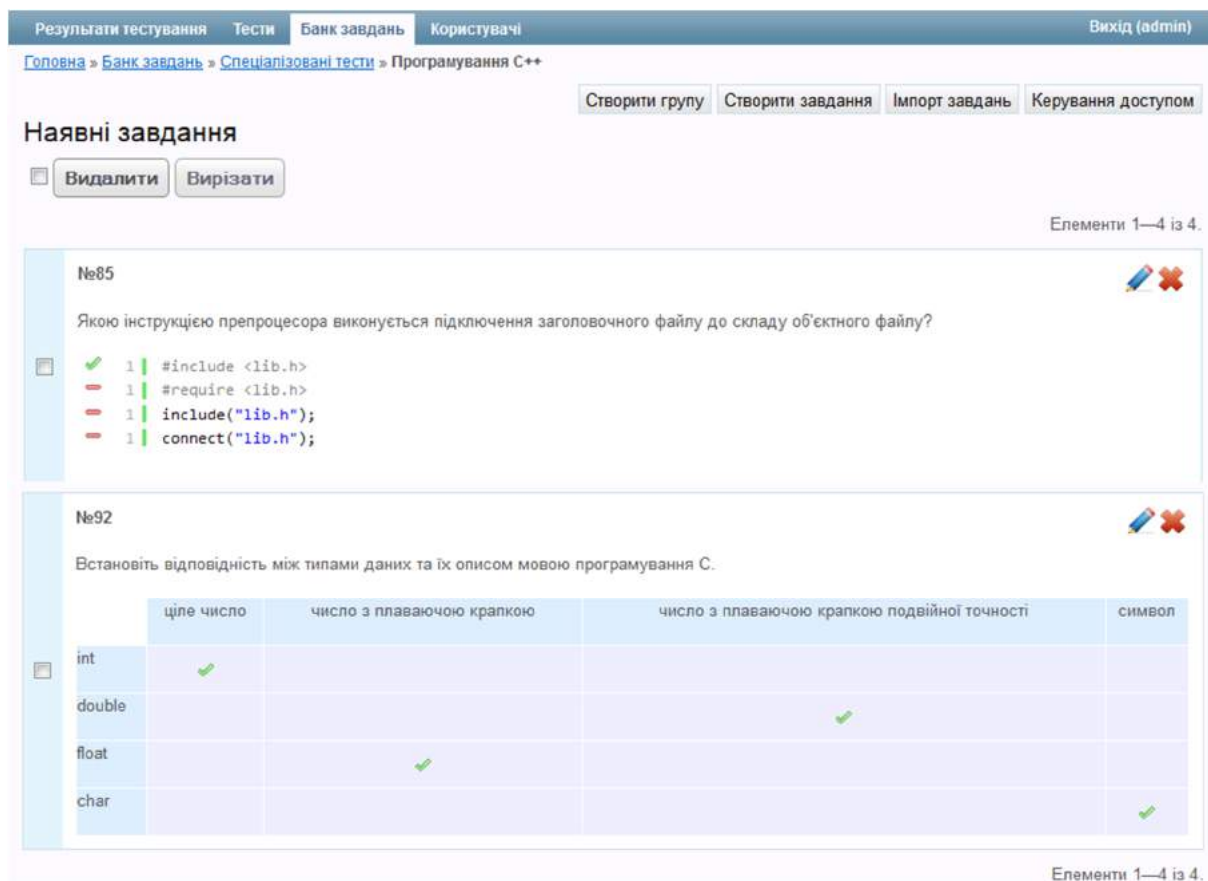 Результати тестування Тести Банк завдань Користувачі Вихід (admin)
Головна » Банк завдань » Спеціалізовані тести » Програмування C++
Створити групу Створити завдання Імпорт завдань Керування доступом
Наявні завдання
Видалити Вирізати
Елементи 1—4 із 4.
№85
Якою інструкцією препроцесора виконується підключення заголовочного файлу до складу об'єктного файлу?
1 #include <lib.h>
1 #require <lib.h>
1 include("lib.h");
1 connect("lib.h");
№92
Встановіть відповідність між типами даних та їх описом мовою програмування C.
ціле число число з плаваючою крапкою число з плаваючою крапкою подвійної точності символ
int
double
float
char
Елементи 1—4 із 4.